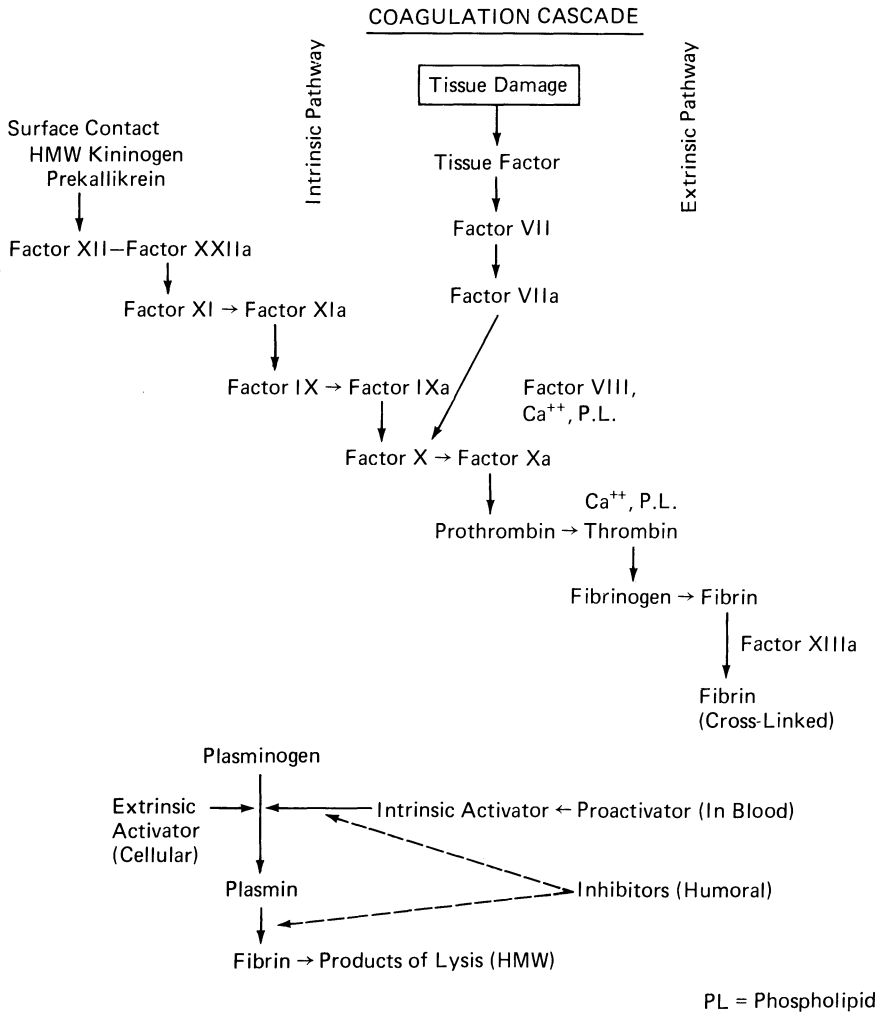 COAGULATION CASCADE
Intrinsic Pathway
Extrinsic Pathway
Tissue Damage
Surface Contact
HMW Kininogen
Prekallikrein
Tissue Factor
Factor VII
Factor XII–Factor XXIIa
Factor VIIa
Factor XI → Factor XIa
Factor IX → Factor IXa
Factor VIII,
Ca++, P.L.
Factor X → Factor Xa
Ca++, P.L.
Prothrombin → Thrombin
Fibrinogen → Fibrin
Factor XIIIa
Fibrin
(Cross-Linked)
Plasminogen
Extrinsic
Activator
(Cellular)
Intrinsic Activator ← Proactivator (In Blood)
Plasmin
Inhibitors (Humoral)
Fibrin → Products of Lysis (HMW)
PL = Phospholipid